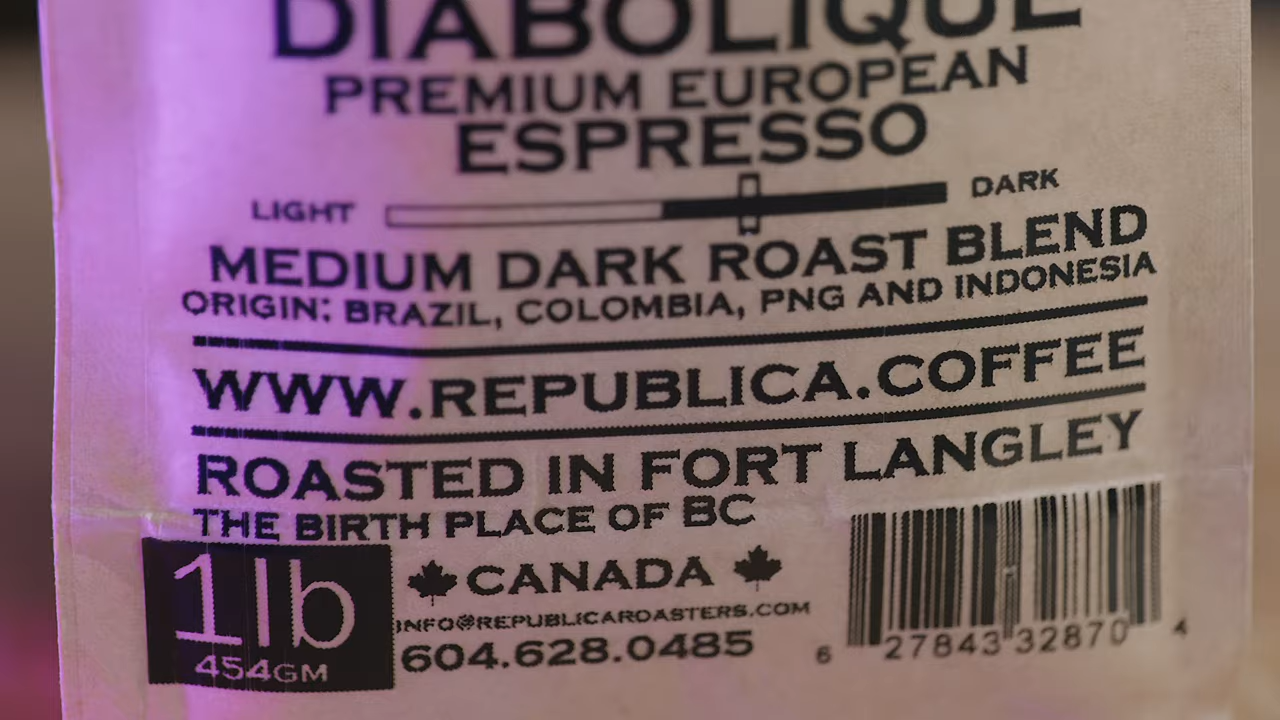 DIABOLIQUE
PREMIUM EUROPEAN
ESPRESSO
LIGHT DARK
MEDIUM DARK ROAST BLEND
ORIGIN: BRAZIL, COLOMBIA, PNG AND INDONESIA
WWW.REPUBLICA.COFFEE
ROASTED IN FORT LANGLEY
THE BIRTH PLACE OF BC
CANADA
INFO@REPUBLICAROASTERS.COM
604.628.0485
1lb
454GM
6 27843 32870 4